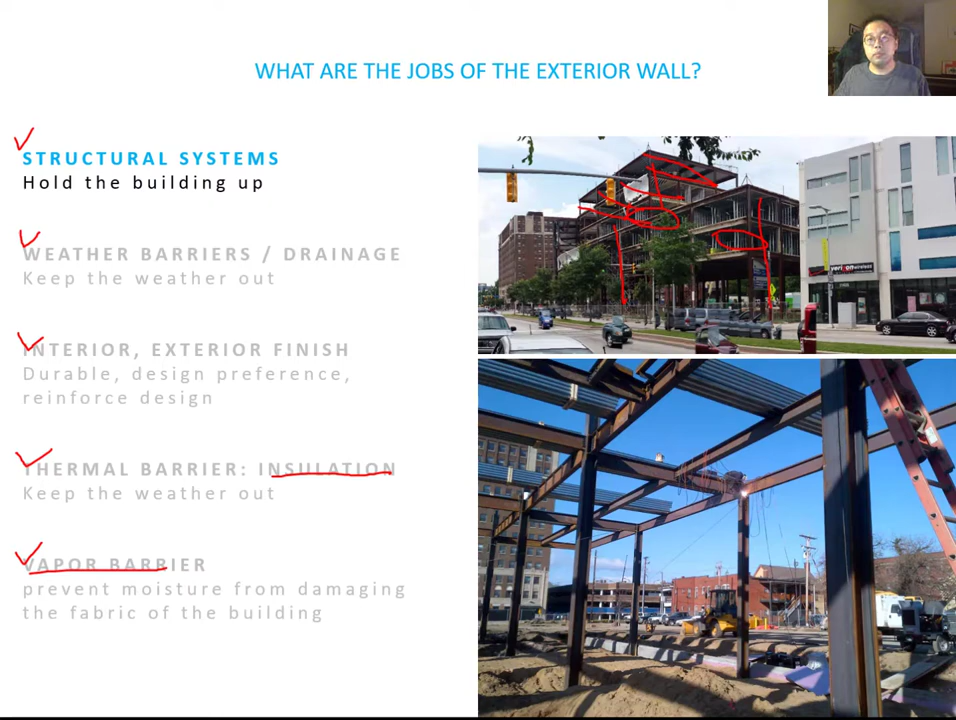 WHAT ARE THE JOBS OF THE EXTERIOR WALL?
STRUCTURAL SYSTEMS
Hold the building up
WEATHER BARRIERS / DRAINAGE
Keep the weather out
INTERIOR, EXTERIOR FINISH
Durable, design preference,
reinforce design
THERMAL BARRIER: INSULATION
Keep the weather out
VAPOR BARRIER
prevent moisture from damaging
the fabric of the building
verizon wireless